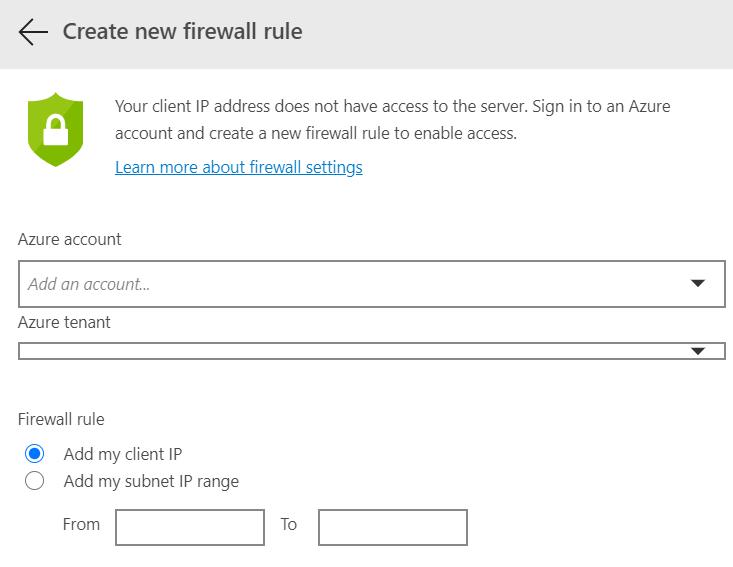 Create new firewall rule
Your client IP address does not have access to the server. Sign in to an Azure
account and create a new firewall rule to enable access.
Learn more about firewall settings
Azure account
Add an account...
Azure tenant
Firewall rule
Add my client IP
Add my subnet IP range
From To